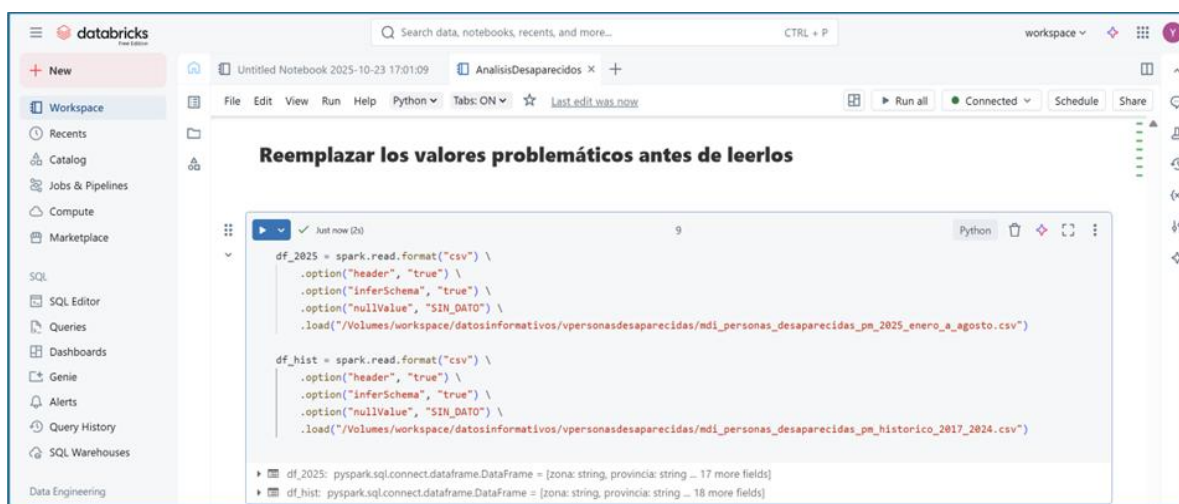 databricks
Free Edition
Search data, notebooks, recents, and more...
CTRL + P
workspace
Y
New
Untitled Notebook 2025-10-23 17:01:09
AnalisisDesaparecidos
Workspace
File Edit View Run Help Python Tabs: ON Last edit was now
Run all Connected Schedule Share
Recents
Catalog
Jobs & Pipelines
Compute
Marketplace
SQL
SQL Editor
Queries
Dashboards
Genie
Alerts
Query History
SQL Warehouses
Data Engineering
Reemplazar los valores problemáticos antes de leerlos
Just now (2s)
9
Python
df_2025 = spark.read.format("csv") \
.option("header", "true") \
.option("inferSchema", "true") \
.option("nullValue", "SIN_DATO") \
.load("/Volumes/workspace/datosinformativos/vpersonasdesaparecidas/mdi_personas_desaparecidas_pm_2025_enero_a_agosto.csv")
df_hist = spark.read.format("csv") \
.option("header", "true") \
.option("inferSchema", "true") \
.option("nullValue", "SIN_DATO") \
.load("/Volumes/workspace/datosinformativos/vpersonasdesaparecidas/mdi_personas_desaparecidas_pm_historico_2017_2024.csv")
df_2025: pyspark.sql.connect.dataframe.DataFrame = [zona: string, provincia: string ... 17 more fields]
df_hist: pyspark.sql.connect.dataframe.DataFrame = [zona: string, provincia: string ... 18 more fields]